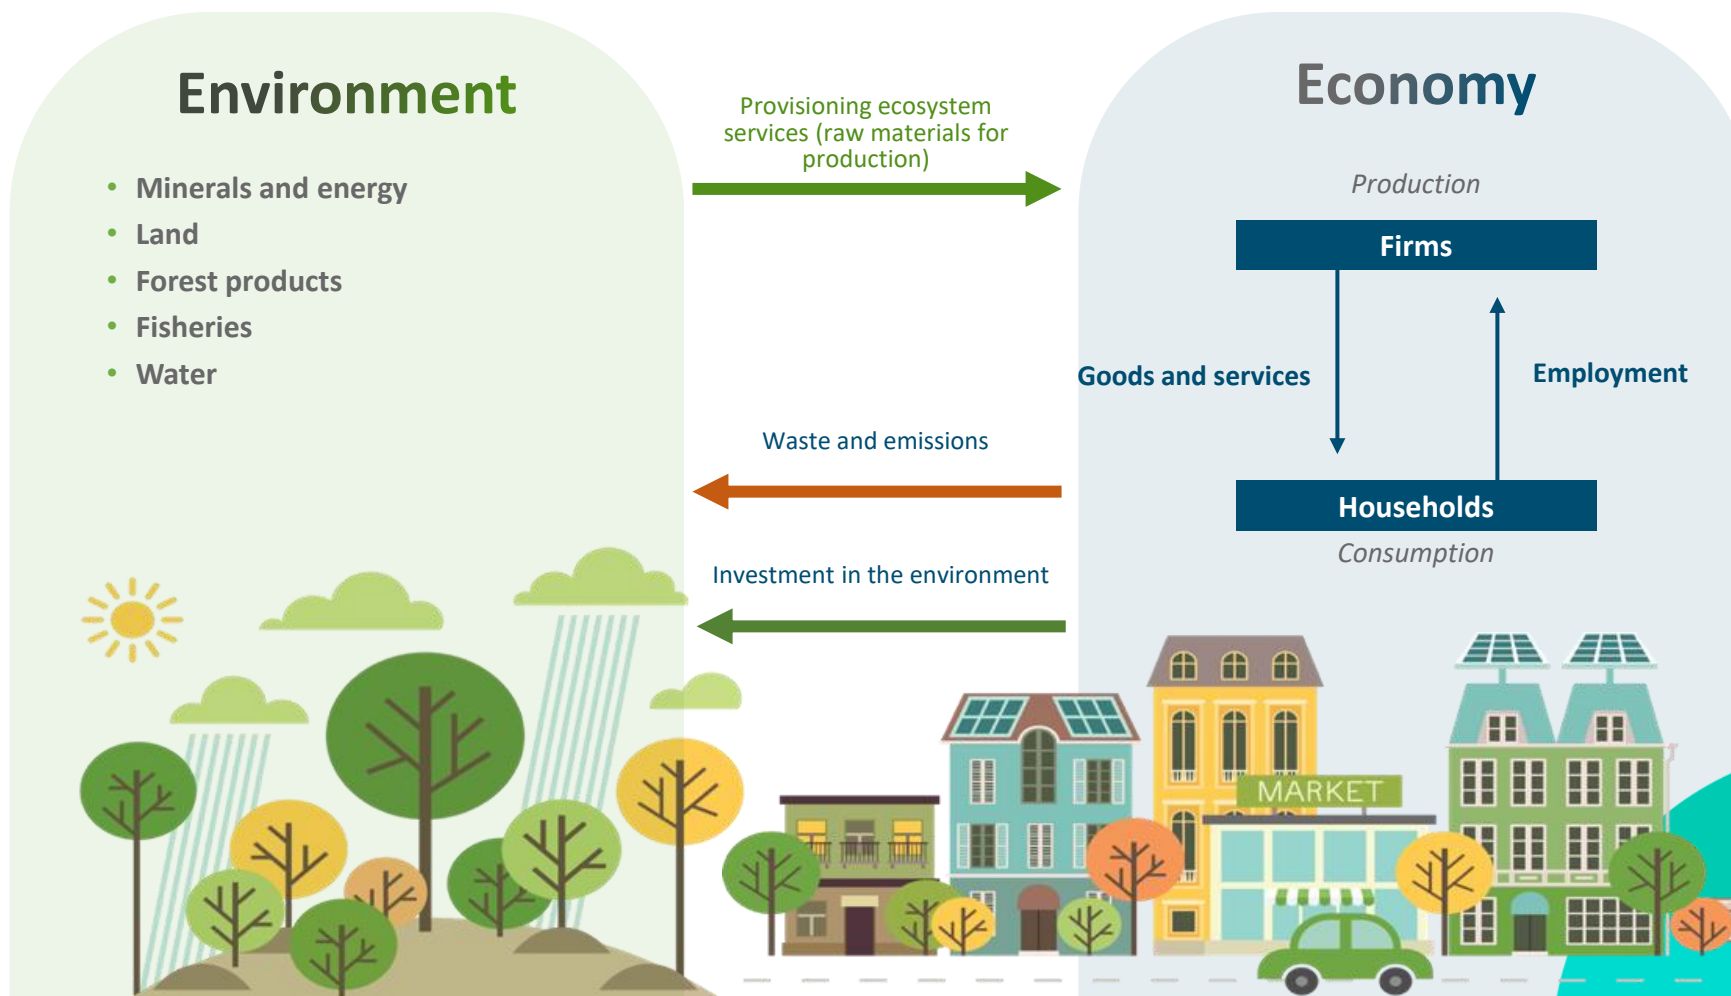 Environment
• Minerals and energy
• Land
• Forest products
• Fisheries
• Water
Provisioning ecosystem
services (raw materials for
production)
Waste and emissions
Investment in the environment
Economy
Production
Firms
Goods and services
Employment
Households
Consumption
MARKET